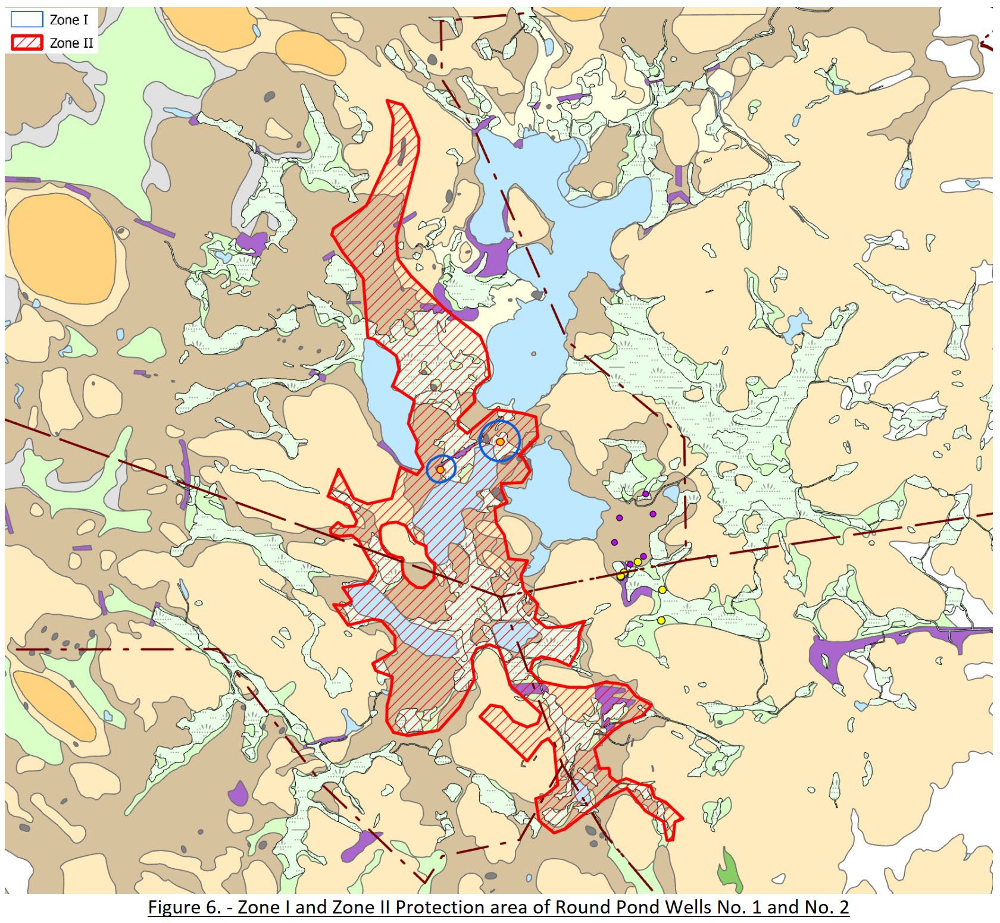 Zone I
Zone II
Figure 6. - Zone I and Zone II Protection area of Round Pond Wells No. 1 and No. 2